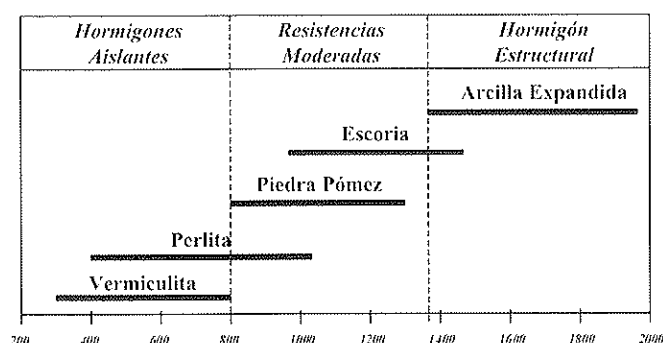 Hormigones
Aislantes
Resistencias
Moderadas
Hormigón
Estructural
Arcilla Expandida
Escoria
Piedra Pómez
Perlita
Vermiculita
200 400 600 800 1000 1200 1400 1600 1800 2000